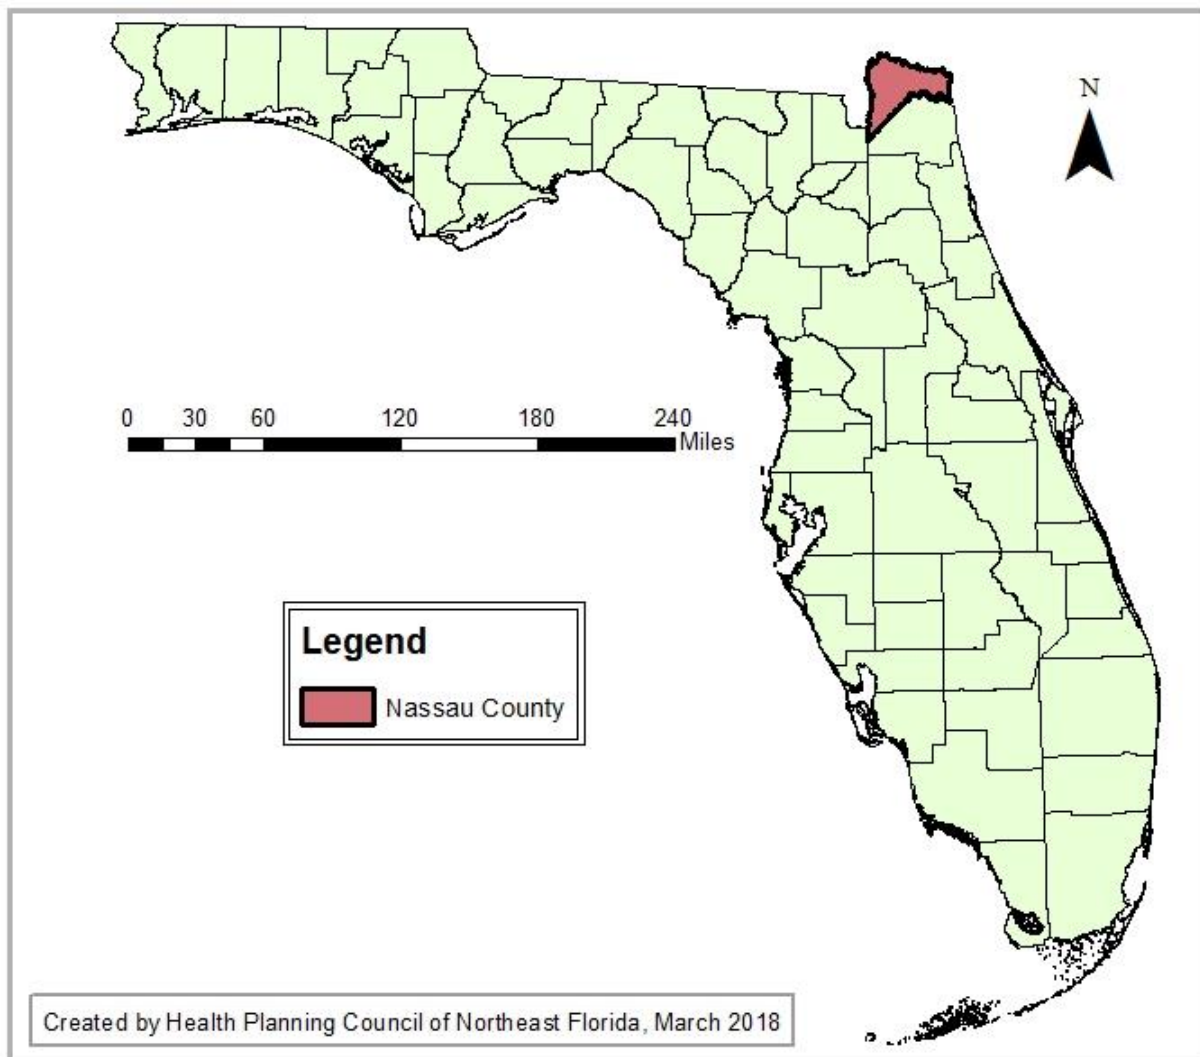 N
0 30 60 120 180 240
Miles
Legend
Nassau County
Created by Health Planning Council of Northeast Florida, March 2018